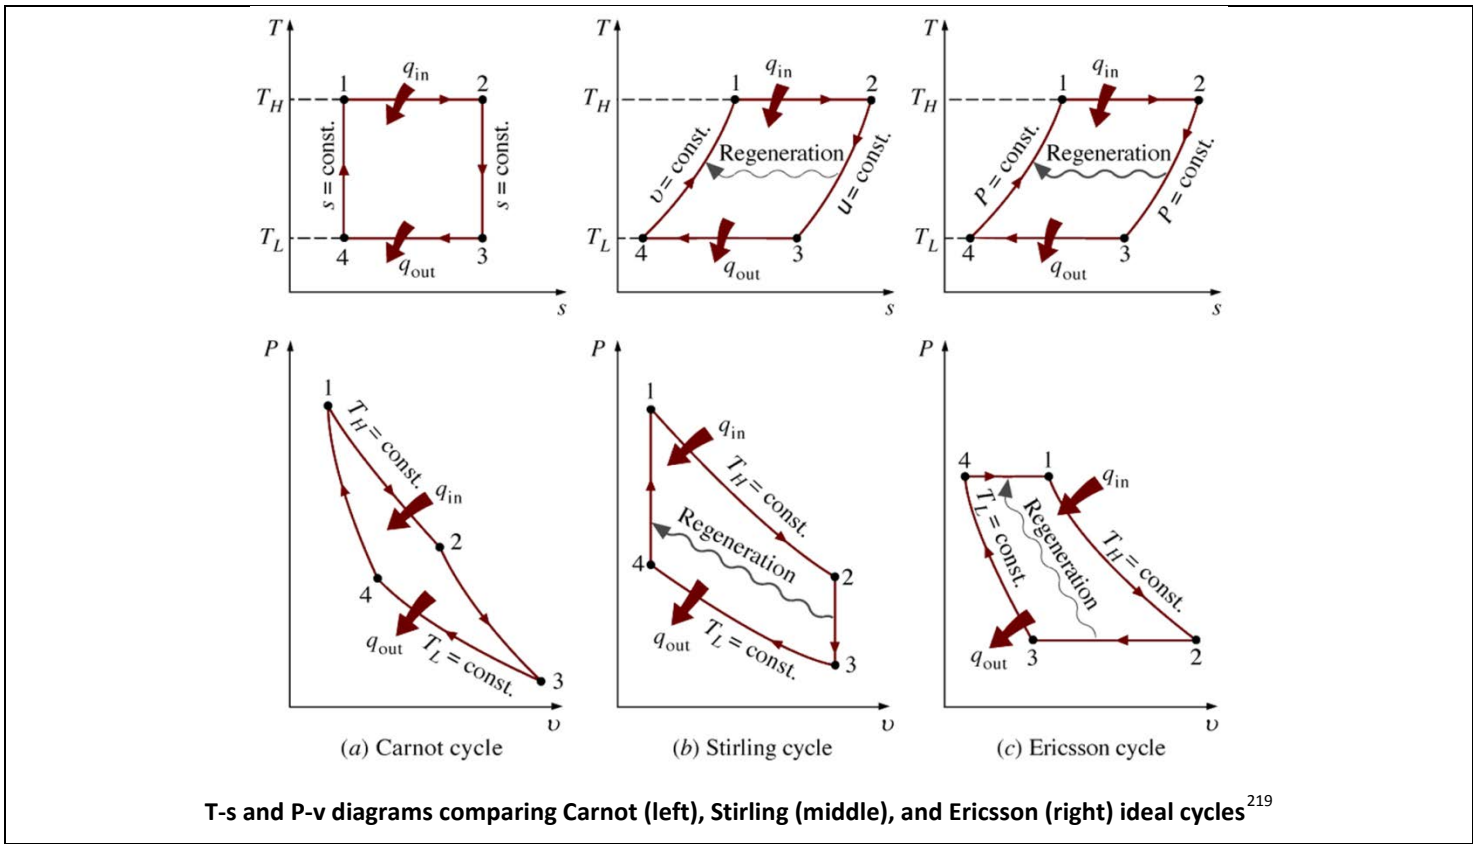 T
T
T
q_in
q_in
q_in
1
2
1
2
1
2
T_H
T_H
T_H
s = const.
s = const.
υ = const.
Regeneration
u = const.
P = const.
Regeneration
P = const.
T_L
T_L
T_L
4
3
4
3
4
3
q_out
q_out
q_out
s
s
s
P
P
P
1
T_H = const.
q_in
2
4
q_out
T_L = const.
3
υ
1
q_in
T_H = const.
Regeneration
4
2
q_out
T_L = const.
3
υ
4
1
q_in
T_L = const.
Regeneration
T_H = const.
q_out
3
2
υ
(a) Carnot cycle
(b) Stirling cycle
(c) Ericsson cycle
T-s and P-v diagrams comparing Carnot (left), Stirling (middle), and Ericsson (right) ideal cycles219